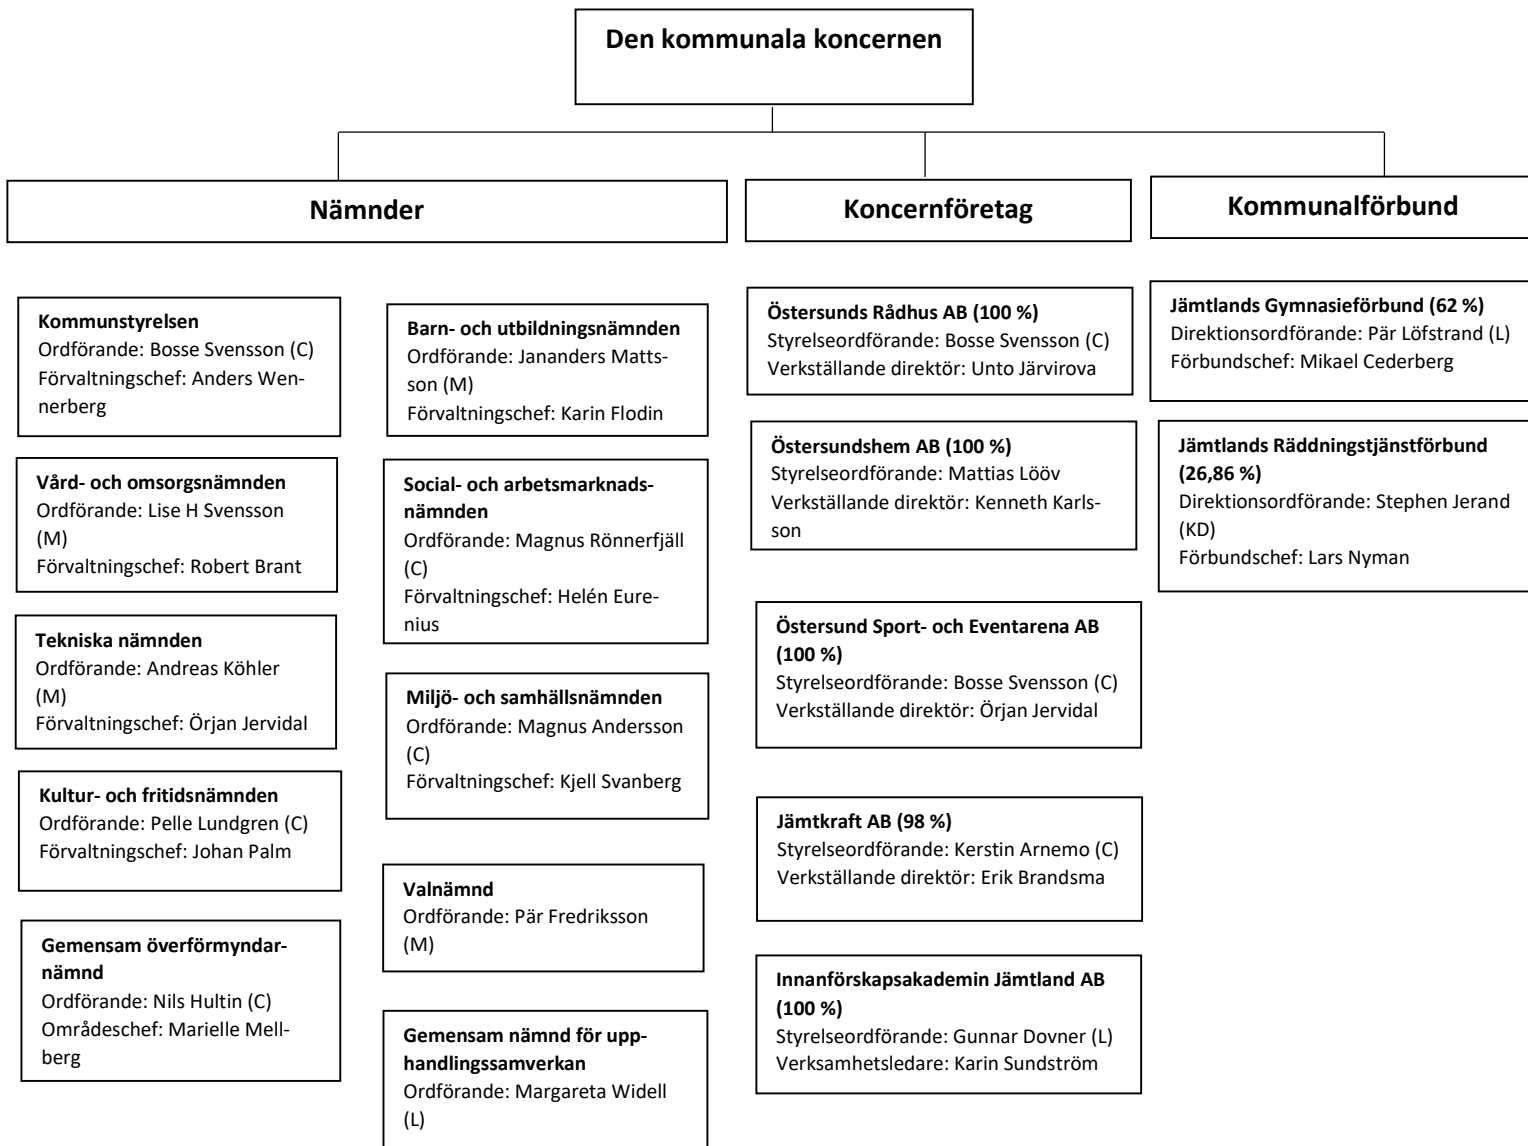 Den kommunala koncernen
Nämnder
Koncernföretag
Kommunalförbund
Kommunstyrelsen
Ordförande: Bosse Svensson (C)
Förvaltningschef: Anders Wen-
nerberg
Vård- och omsorgsnämnden
Ordförande: Lise H Svensson
(M)
Förvaltningschef: Robert Brant
Tekniska nämnden
Ordförande: Andreas Köhler
(M)
Förvaltningschef: Örjan Jervidal
Kultur- och fritidsnämnden
Ordförande: Pelle Lundgren (C)
Förvaltningschef: Johan Palm
Gemensam överförmyndar-
nämnd
Ordförande: Nils Hultin (C)
Områdeschef: Marielle Mell-
berg
Barn- och utbildningsnämnden
Ordförande: Jananders Matts-
son (M)
Förvaltningschef: Karin Flodin
Social- och arbetsmarknads-
nämnden
Ordförande: Magnus Rönnerfjäll
(C)
Förvaltningschef: Helén Eure-
nius
Miljö- och samhällsnämnden
Ordförande: Magnus Andersson
(C)
Förvaltningschef: Kjell Svanberg
Valnämnd
Ordförande: Pär Fredriksson
(M)
Gemensam nämnd för upp-
handlingssamverkan
Ordförande: Margareta Widell
(L)
Östersunds Rådhus AB (100 %)
Styrelseordförande: Bosse Svensson (C)
Verkställande direktör: Unto Järvirova
Östersundshem AB (100 %)
Styrelseordförande: Mattias Lööv
Verkställande direktör: Kenneth Karls-
son
Östersund Sport- och Eventarena AB
(100 %)
Styrelseordförande: Bosse Svensson (C)
Verkställande direktör: Örjan Jervidal
Jämtkraft AB (98 %)
Styrelseordförande: Kerstin Arnemo (C)
Verkställande direktör: Erik Brandsma
Innanförskapsakademin Jämtland AB
(100 %)
Styrelseordförande: Gunnar Dovner (L)
Verksamhetsledare: Karin Sundström
Jämtlands Gymnasieförbund (62 %)
Direktionsordförande: Pär Löfstrand (L)
Förbundschef: Mikael Cederberg
Jämtlands Räddningstjänstförbund
(26,86 %)
Direktionsordförande: Stephen Jerand
(KD)
Förbundschef: Lars Nyman